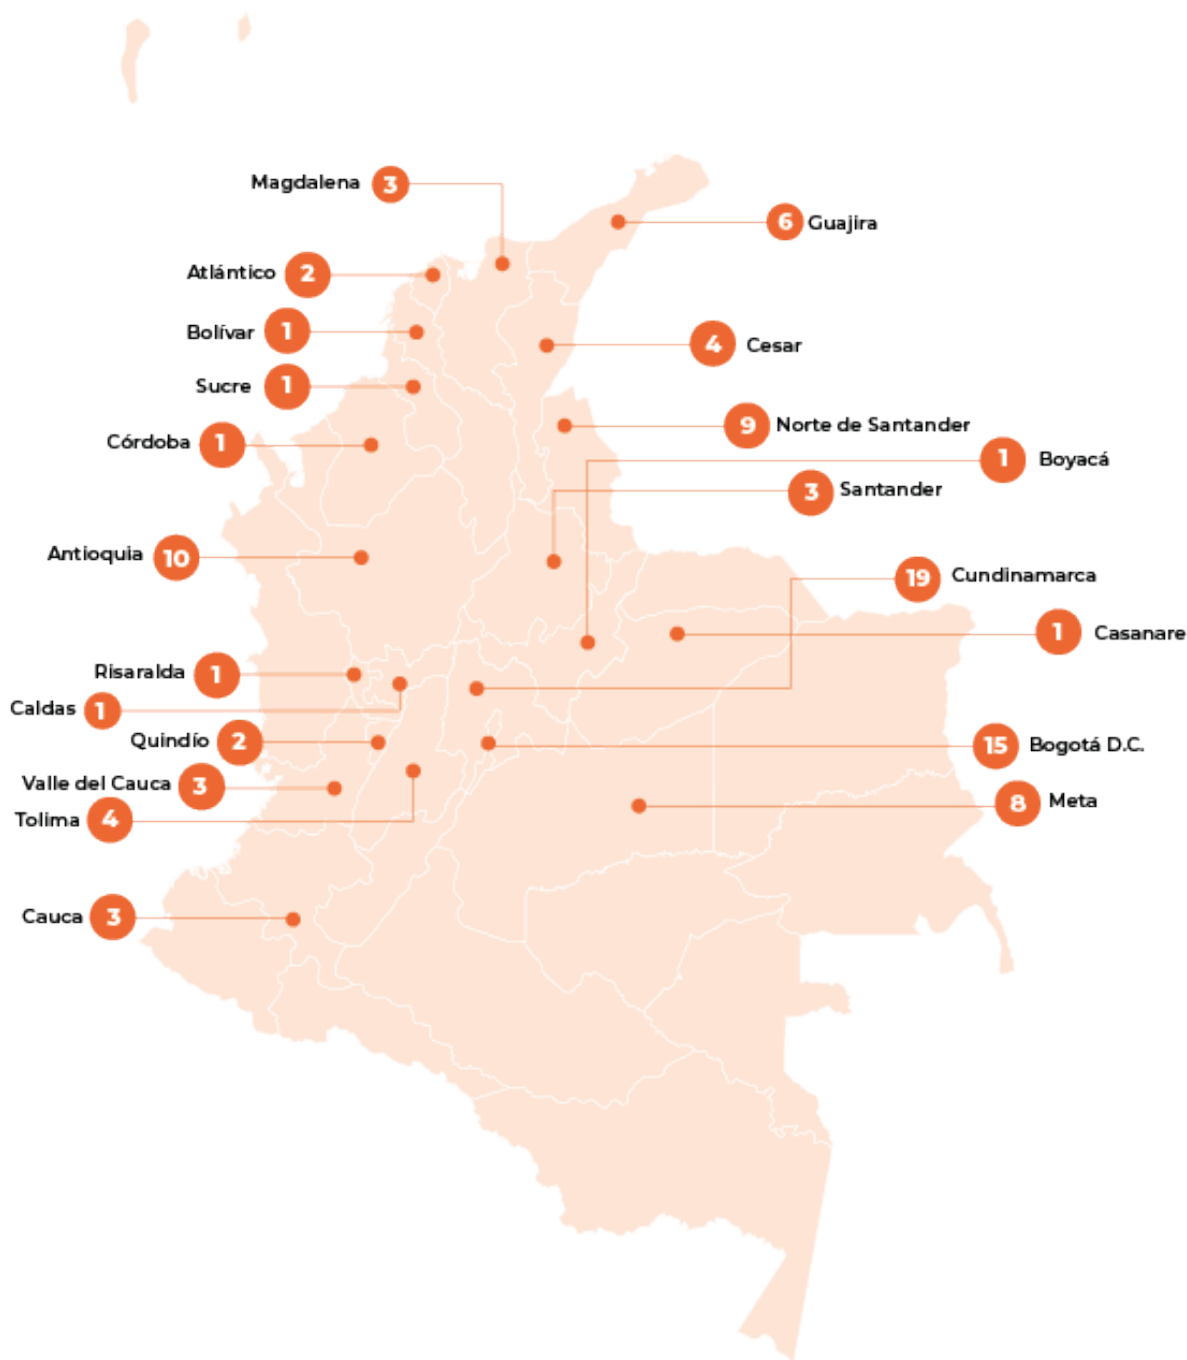 Magdalena 3
6 Guajira
Atlántico 2
Bolívar 1
4 Cesar
Sucre 1
9 Norte de Santander
Córdoba 1
1 Boyacá
3 Santander
Antioquia 10
19 Cundinamarca
1 Casanare
Risaralda 1
Caldas 1
Quindío 2
15 Bogotá D.C.
Valle del Cauca 3
8 Meta
Tolima 4
Cauca 3